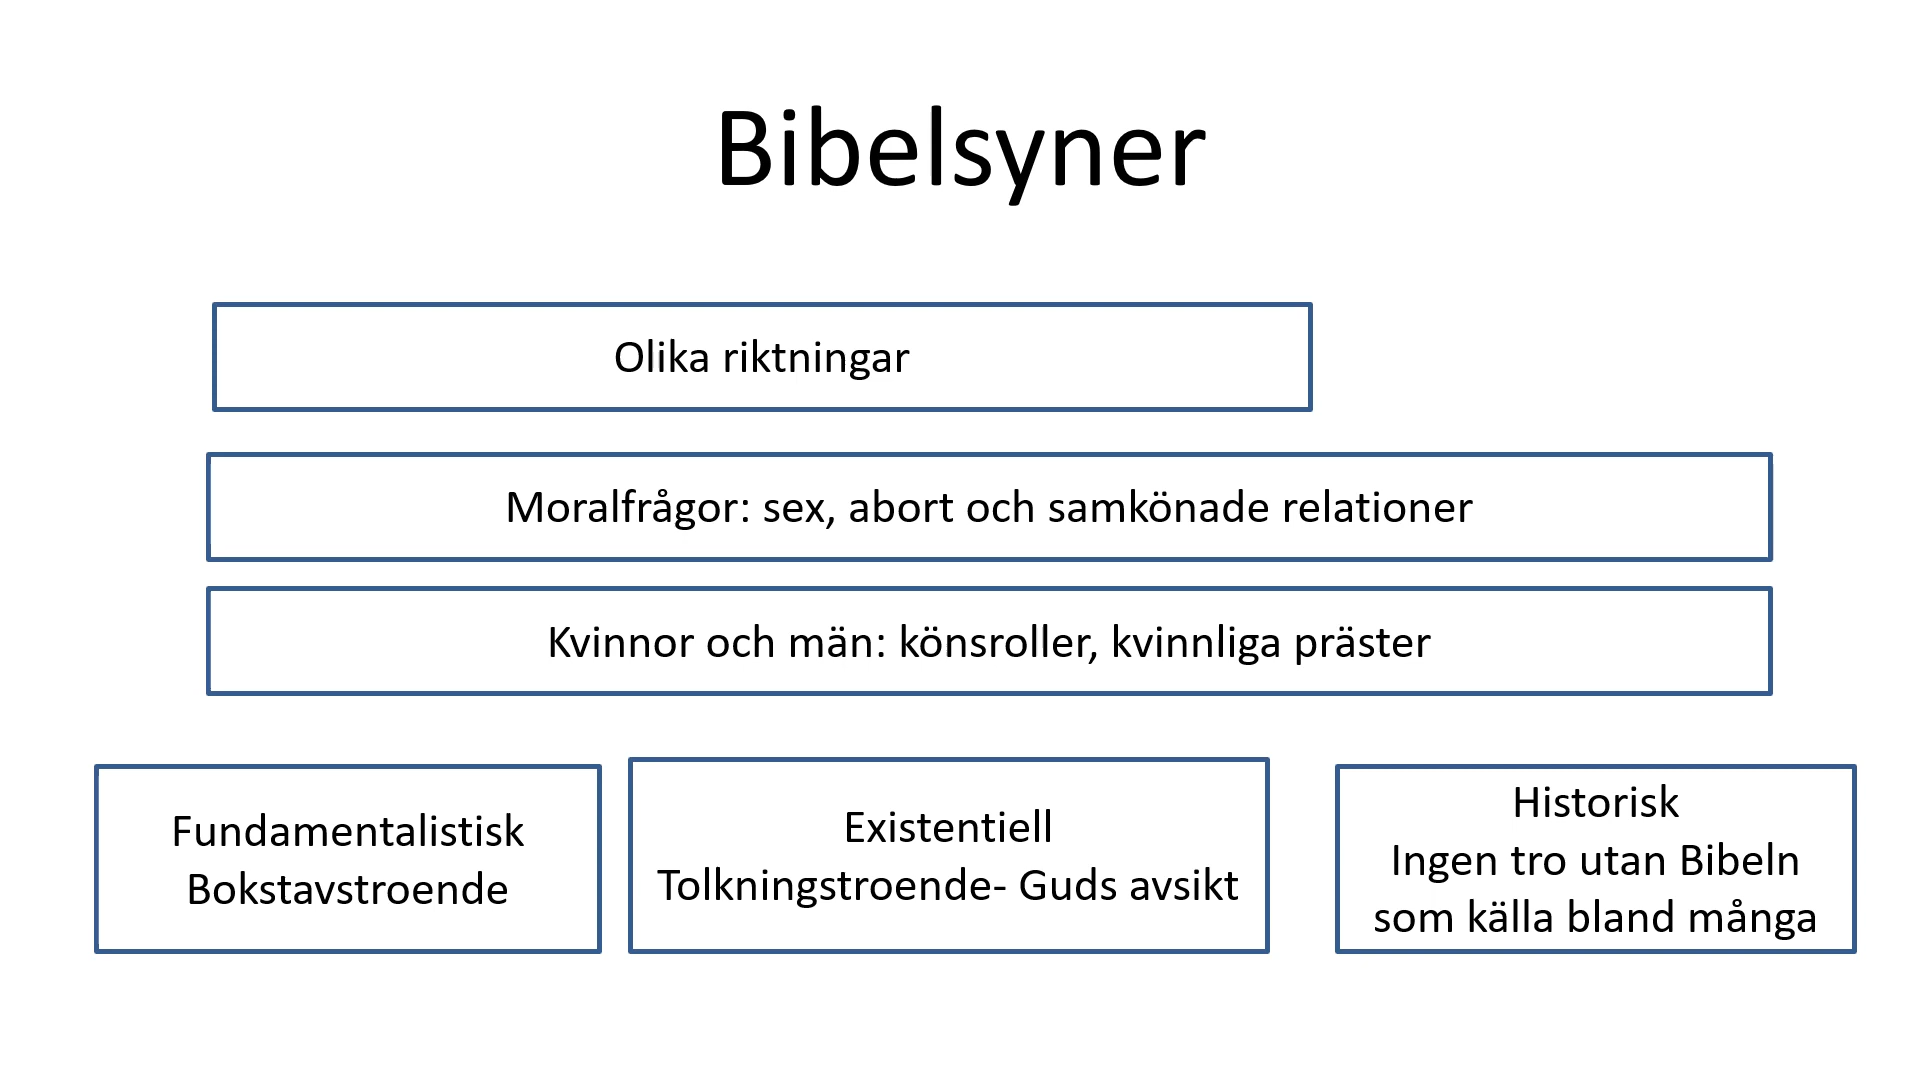 Bibelsyner
Olika riktningar
Moralfrågor: sex, abort och samkönade relationer
Kvinnor och män: könsroller, kvinnliga präster
Fundamentalistisk
Bokstavstroende
Existentiell
Tolkningstroende- Guds avsikt
Historisk
Ingen tro utan Bibeln
som källa bland många